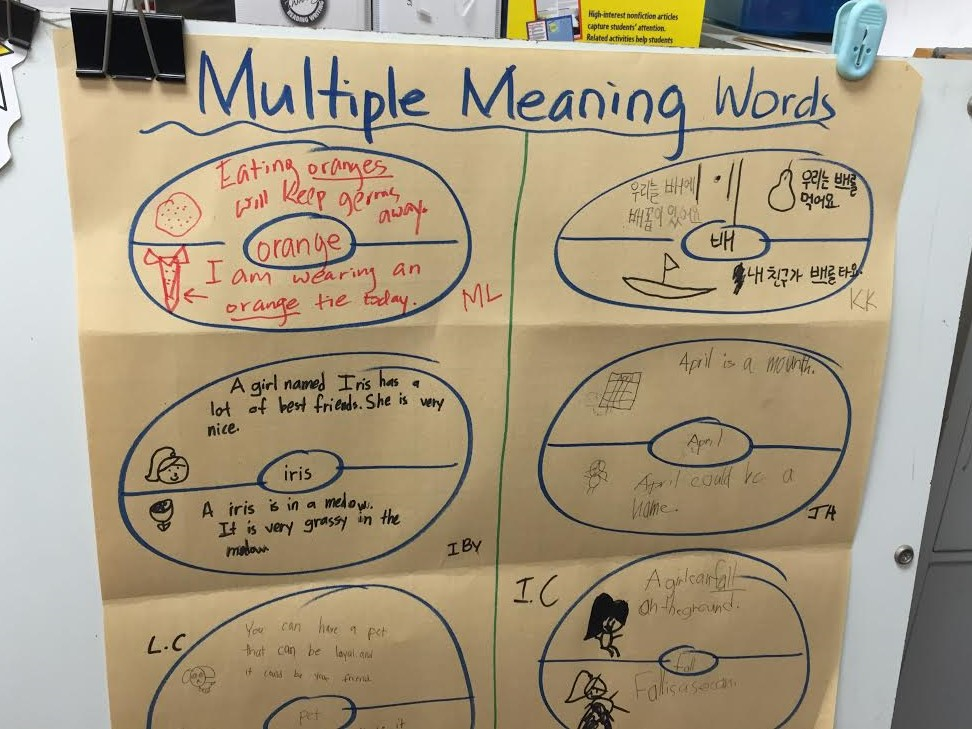 High-interest nonfiction articles
capture students' attention.
Related activities help students
Multiple Meaning Words
Eating oranges
will keep germs
away.
orange
I am wearing an
orange tie today.
ML
우리는 배에
배꼽이 있어요
우리는 배를
먹어요
배
내 친구가 배를 타요.
KK
A girl named Iris has a
lot of best friends. She is very
nice.
iris
A iris is in a medow.
It is very grassy in the
medow
IBY
April is a mounth.
April
April could be a
name.
JH
L.C
You can have a pet
that can be loyal and
it could be your friend
pet
it
I.C
A girl can fall
on the ground.
fall
Fall is a seacon.